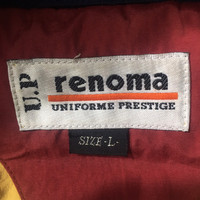 U.P
renoma
UNIFORME PRESTIGE
SIZE-L-